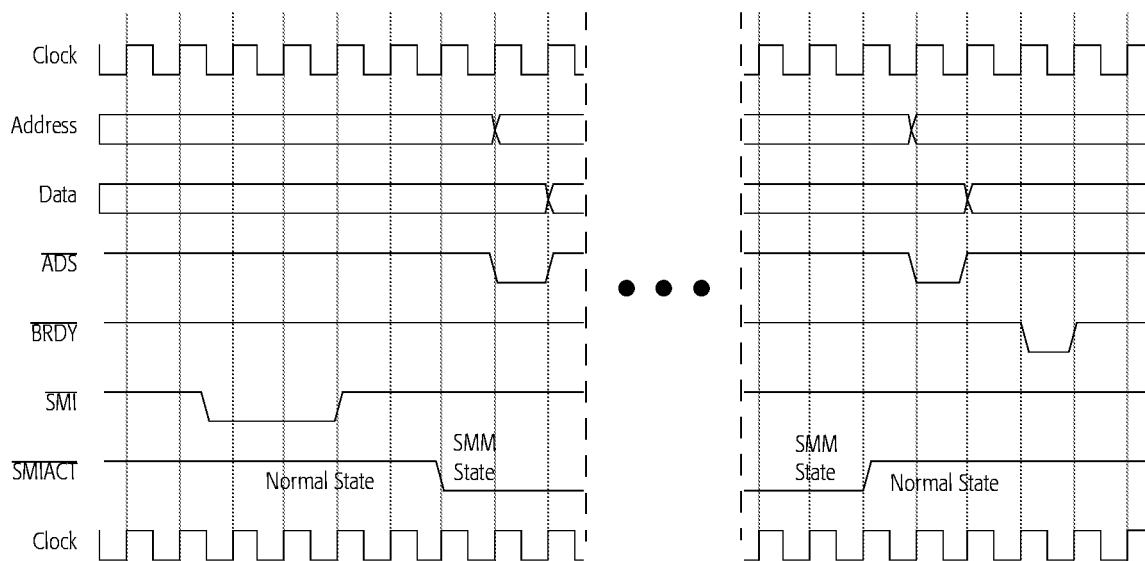 Clock
Address
Data
ADS
BRDY
SMI
SMIACT
Normal State
SMM
State
SMM
State
Normal State
Clock